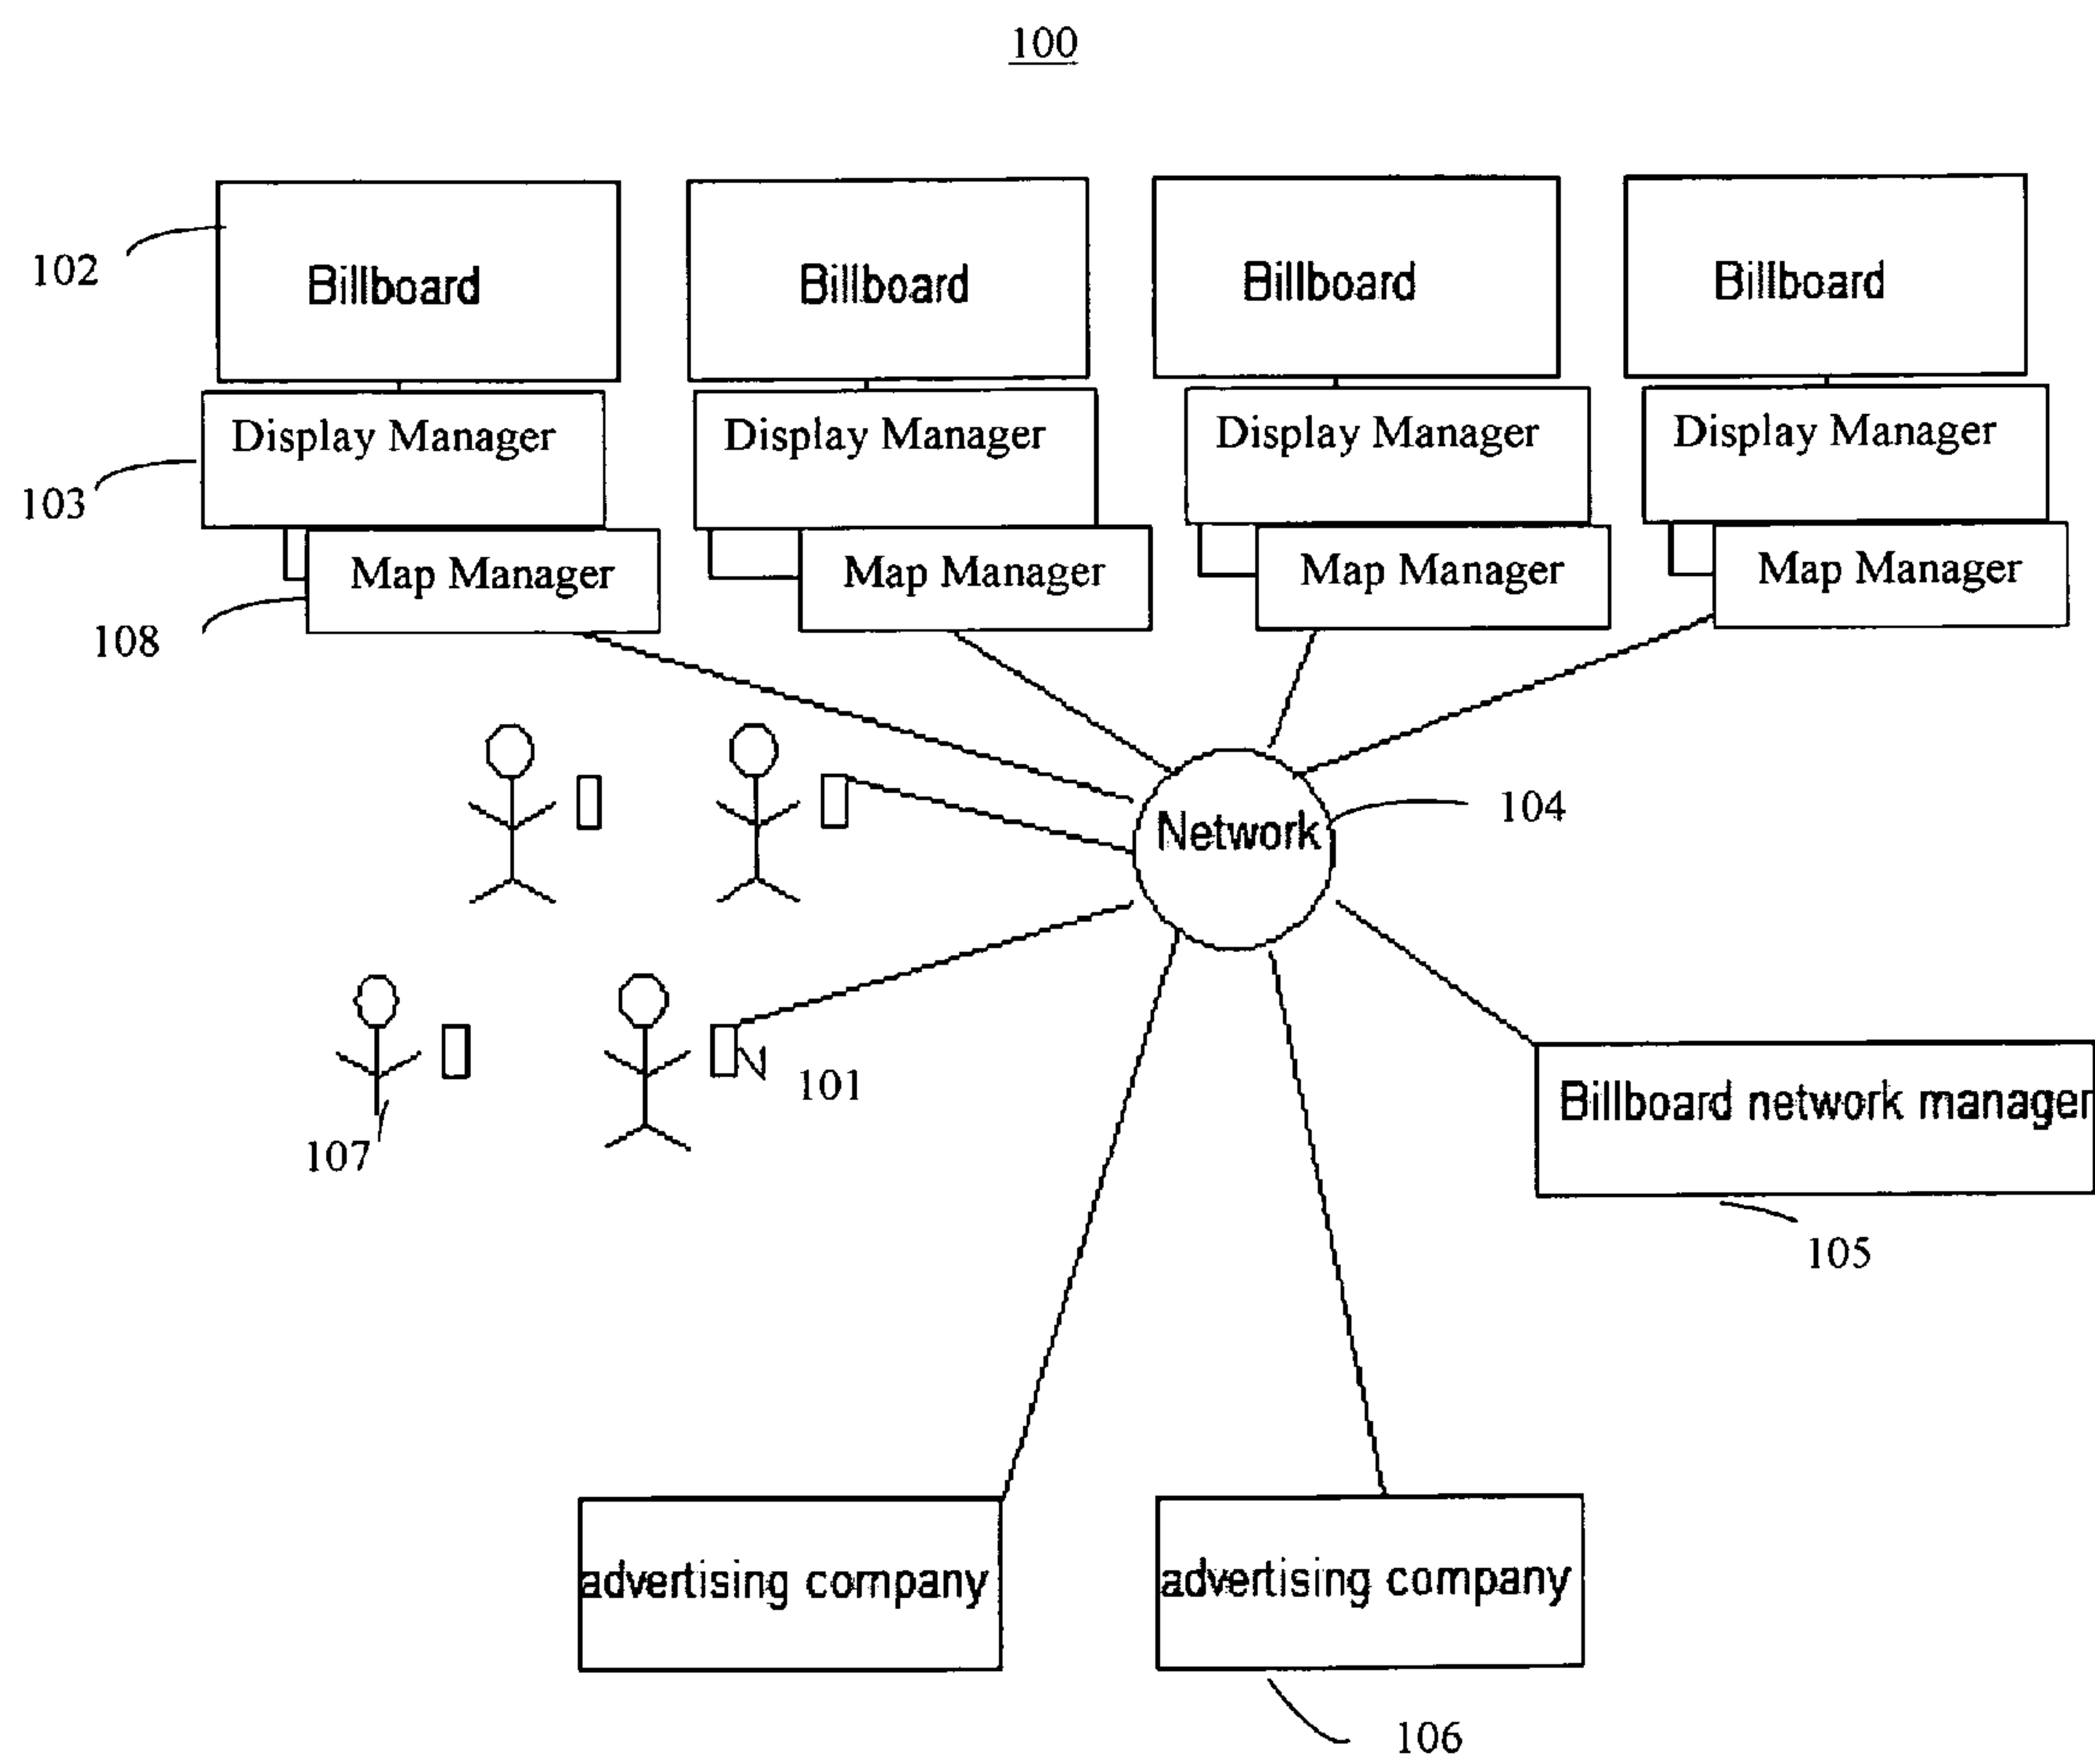 100
102
Billboard
Billboard
Billboard
Billboard
103
Display Manager
Display Manager
Display Manager
Display Manager
108
Map Manager
Map Manager
Map Manager
Map Manager
Network
104
101
107
Billboard network manager
105
advertising company
advertising company
106